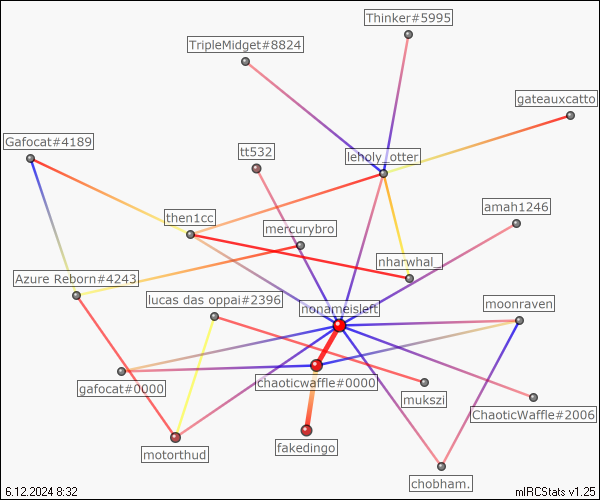 Thinker#5995
TripleMidget#8824
gateauxcatto
Gafocat#4189
tt532
leholy_otter
amah1246
then1cc
mercurybro
nharwhal_
Azure Reborn#4243
lucas das oppai#2396
nonameisleft
moonraven
gafocat#0000
chaoticwaffle#0000
mukszi
ChaoticWaffle#2006
motorthud
fakedingo
chobham.
6.12.2024 8:32
mIRCStats v1.25